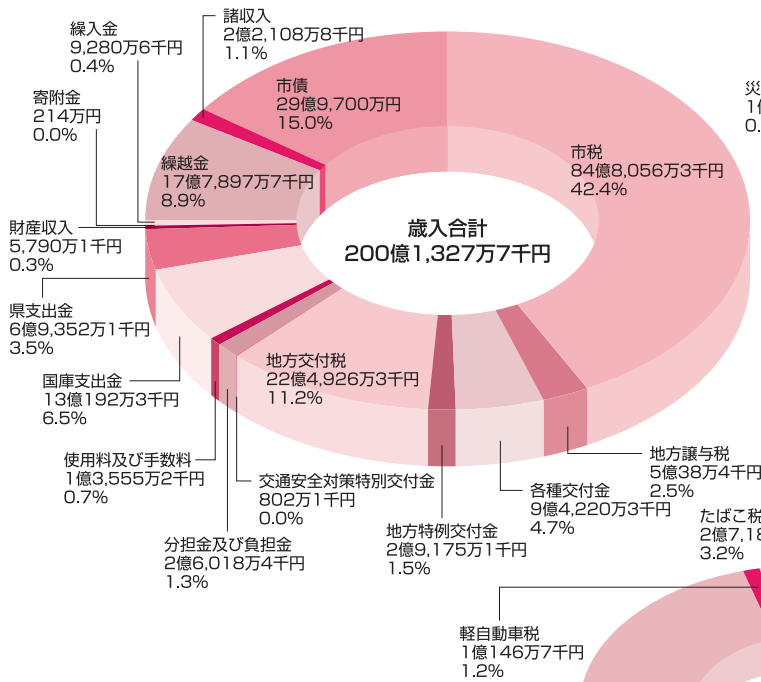 諸収入
2億2,108万8千円
1.1%
繰入金
9,280万6千円
0.4%
寄附金
214万円
0.0%
市債
29億9,700万円
15.0%
繰越金
17億7,897万7千円
8.9%
市税
84億8,056万3千円
42.4%
歳入合計
200億1,327万7千円
財産収入
5,790万1千円
0.3%
県支出金
6億9,352万1千円
3.5%
国庫支出金
13億192万3千円
6.5%
地方交付税
22億4,926万3千円
11.2%
使用料及び手数料
1億3,555万2千円
0.7%
交通安全対策特別交付金
802万1千円
0.0%
分担金及び負担金
2億6,018万4千円
1.3%
地方特例交付金
2億9,175万1千円
1.5%
各種交付金
9億4,220万3千円
4.7%
地方譲与税
5億38万4千円
2.5%
災
1億
0.
たばこ税
2億7,18
3.2%
軽自動車税
1億146万7千円
1.2%